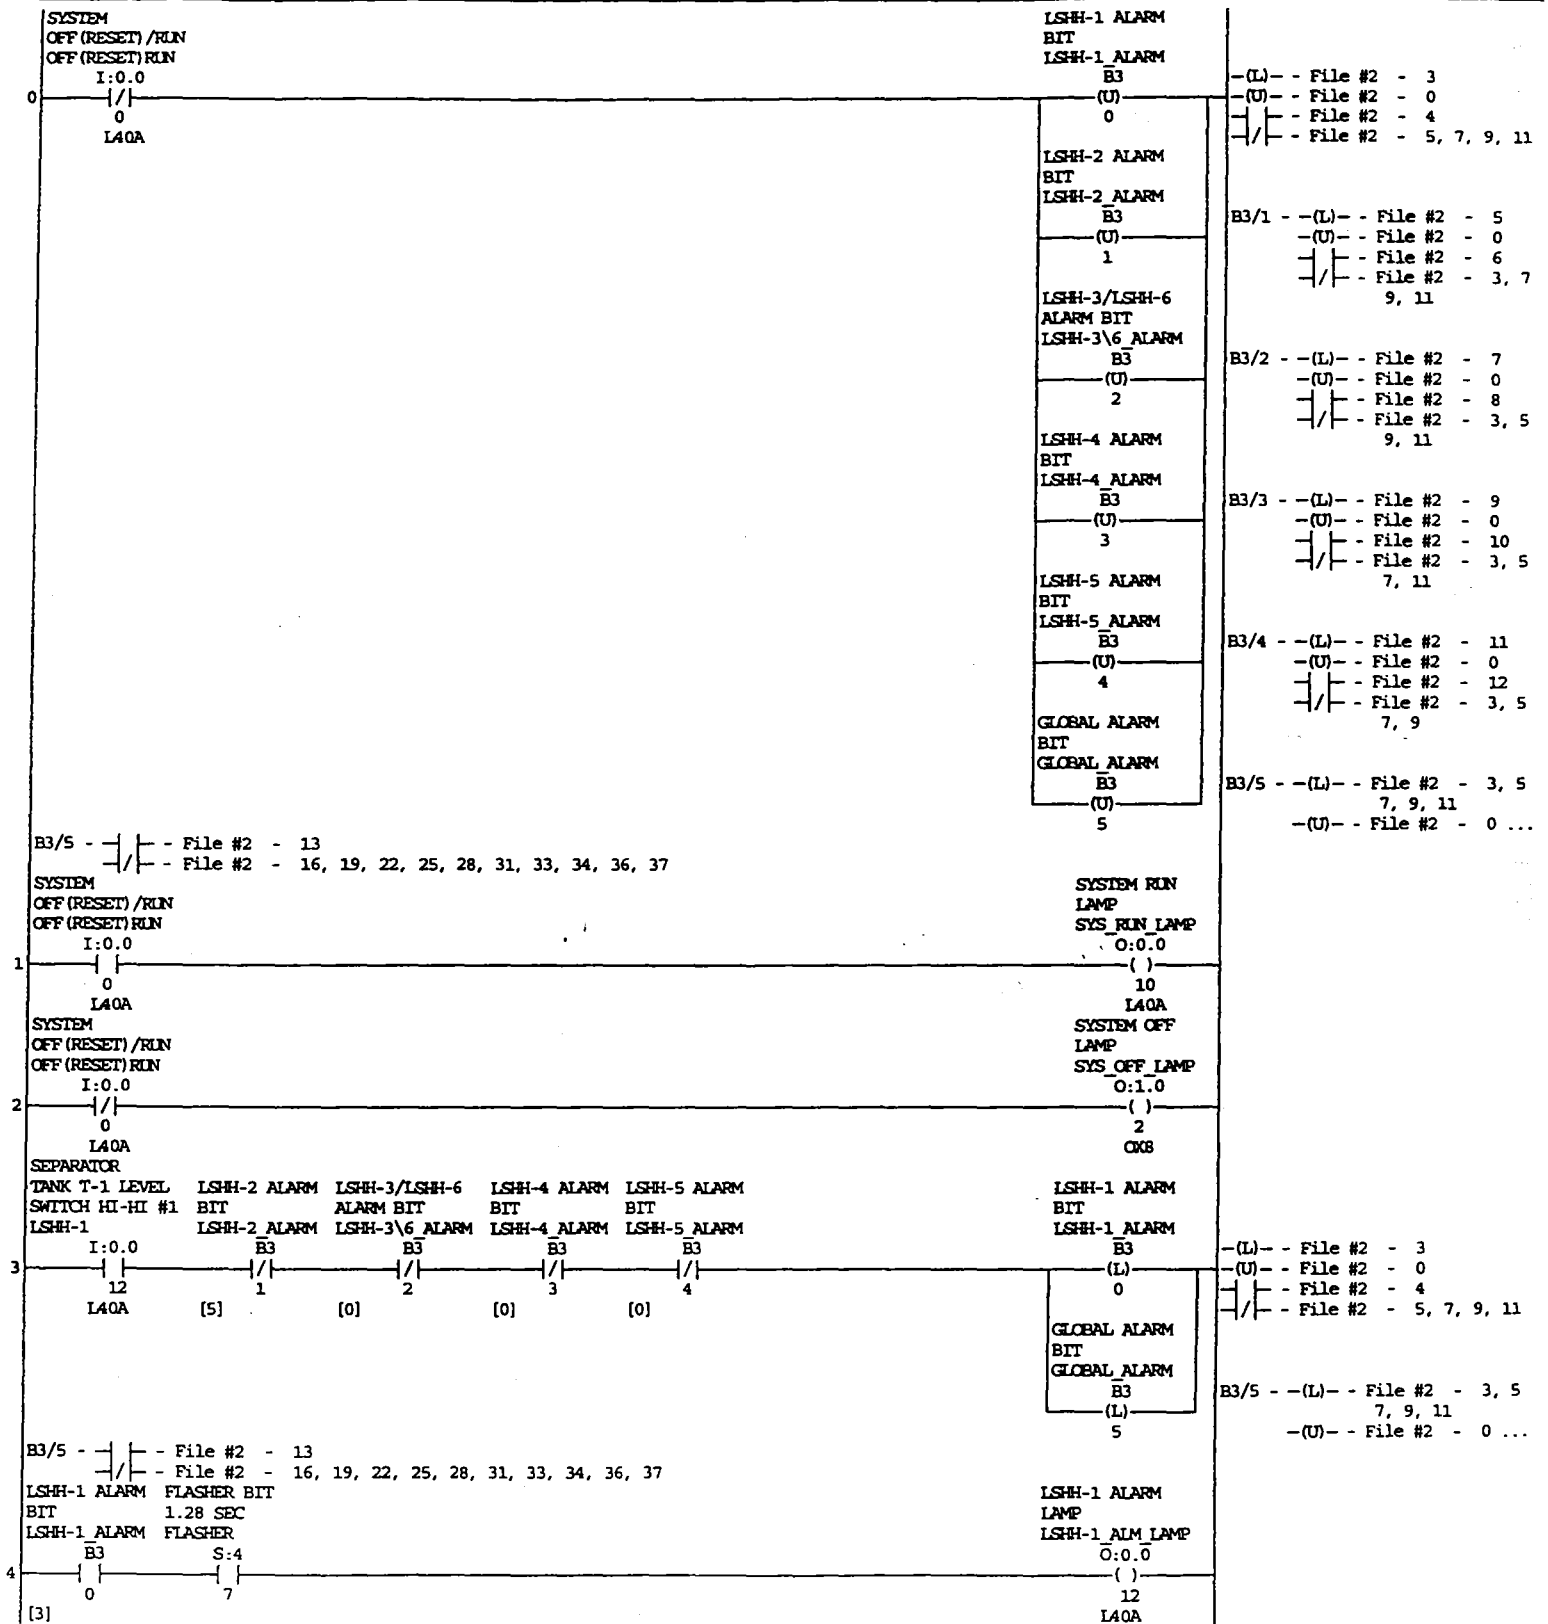 SYSTEM
OFF(RESET)/RUN
OFF(RESET)RUN
I:0.0
0
0
L40A
LSHH-1 ALARM
BIT
LSHH-1_ALARM
B3
(U)
0
-(L)- - File #2 - 3
-(U)- - File #2 - 0
-| |- - File #2 - 4
-|/|- - File #2 - 5, 7, 9, 11
LSHH-2 ALARM
BIT
LSHH-2_ALARM
B3
(U)
1
B3/1 - -(L)- - File #2 - 5
-(U)- - File #2 - 0
-| |- - File #2 - 6
-|/|- - File #2 - 3, 7
9, 11
LSHH-3/LSHH-6
ALARM BIT
LSHH-3\6_ALARM
B3
(U)
2
B3/2 - -(L)- - File #2 - 7
-(U)- - File #2 - 0
-| |- - File #2 - 8
-|/|- - File #2 - 3, 5
9, 11
LSHH-4 ALARM
BIT
LSHH-4_ALARM
B3
(U)
3
B3/3 - -(L)- - File #2 - 9
-(U)- - File #2 - 0
-| |- - File #2 - 10
-|/|- - File #2 - 3, 5
7, 11
LSHH-5 ALARM
BIT
LSHH-5_ALARM
B3
(U)
4
B3/4 - -(L)- - File #2 - 11
-(U)- - File #2 - 0
-| |- - File #2 - 12
-|/|- - File #2 - 3, 5
7, 9
GLOBAL ALARM
BIT
GLOBAL_ALARM
B3
(U)
5
B3/5 - -(L)- - File #2 - 3, 5
7, 9, 11
-(U)- - File #2 - 0 ...
B3/5 - -| |- - File #2 - 13
-|/|- - File #2 - 16, 19, 22, 25, 28, 31, 33, 34, 36, 37
SYSTEM
OFF(RESET)/RUN
OFF(RESET)RUN
I:0.0
1
0
L40A
SYSTEM RUN
LAMP
SYS_RUN_LAMP
O:0.0
( )
10
L40A
SYSTEM
OFF(RESET)/RUN
OFF(RESET)RUN
I:0.0
2
0
L40A
SYSTEM OFF
LAMP
SYS_OFF_LAMP
O:1.0
( )
2
OX8
SEPARATOR
TANK T-1 LEVEL
SWITCH HI-HI #1
LSHH-1
I:0.0
3
12
L40A
LSHH-2 ALARM
BIT
LSHH-2_ALARM
B3
1
[5]
LSHH-3/LSHH-6
ALARM BIT
LSHH-3\6_ALARM
B3
2
[0]
LSHH-4 ALARM
BIT
LSHH-4_ALARM
B3
3
[0]
LSHH-5 ALARM
BIT
LSHH-5_ALARM
B3
4
[0]
LSHH-1 ALARM
BIT
LSHH-1_ALARM
B3
(L)
0
-(L)- - File #2 - 3
-(U)- - File #2 - 0
-| |- - File #2 - 4
-|/|- - File #2 - 5, 7, 9, 11
GLOBAL ALARM
BIT
GLOBAL_ALARM
B3
(L)
5
B3/5 - -(L)- - File #2 - 3, 5
7, 9, 11
-(U)- - File #2 - 0 ...
B3/5 - -| |- - File #2 - 13
-|/|- - File #2 - 16, 19, 22, 25, 28, 31, 33, 34, 36, 37
LSHH-1 ALARM
BIT
LSHH-1_ALARM
B3
4
0
[3]
FLASHER BIT
1.28 SEC
FLASHER
S:4
7
LSHH-1 ALARM
LAMP
LSHH-1_ALM_LAMP
O:0.0
( )
12
L40A